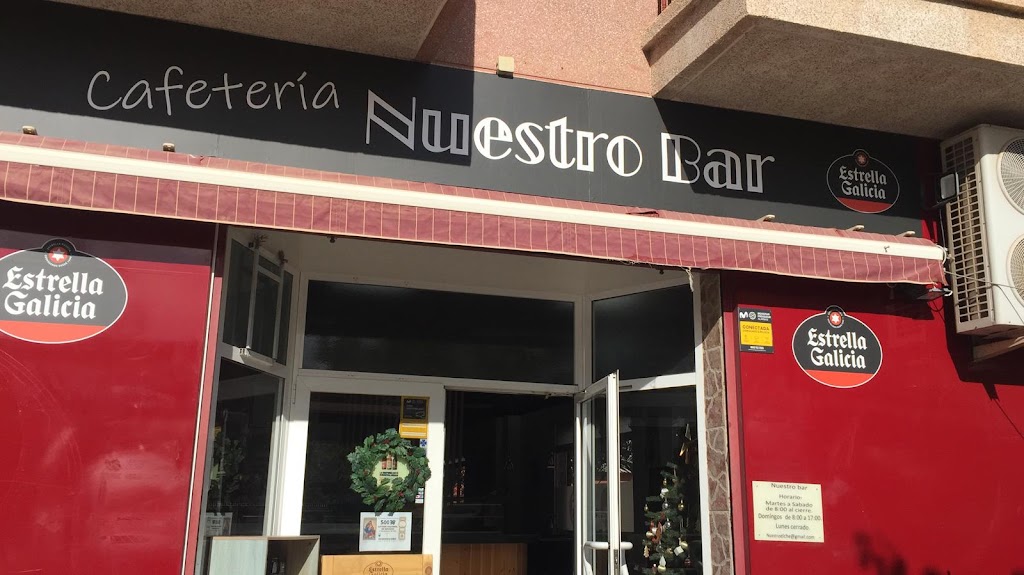 Cafetería Nuestro Bar
Estrella
Galicia
Estrella
Galicia
Estrella
Galicia
CONECTADA
Nuestro bar
Horario-
Martes a Sabado
de 8:00 al cierre
Domingos de 8:00 a 17:00
Lunes cerrado
Estrella